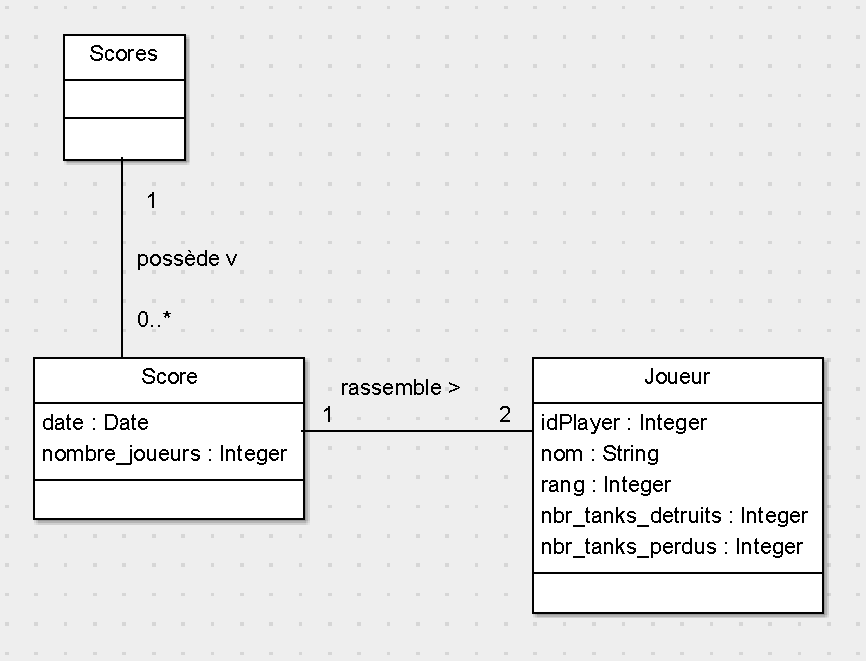 Scores
1
possède v
0..*
Score
date : Date
nombre_joueurs : Integer
rassemble >
1
2
Joueur
idPlayer : Integer
nom : String
rang : Integer
nbr_tanks_detruits : Integer
nbr_tanks_perdus : Integer